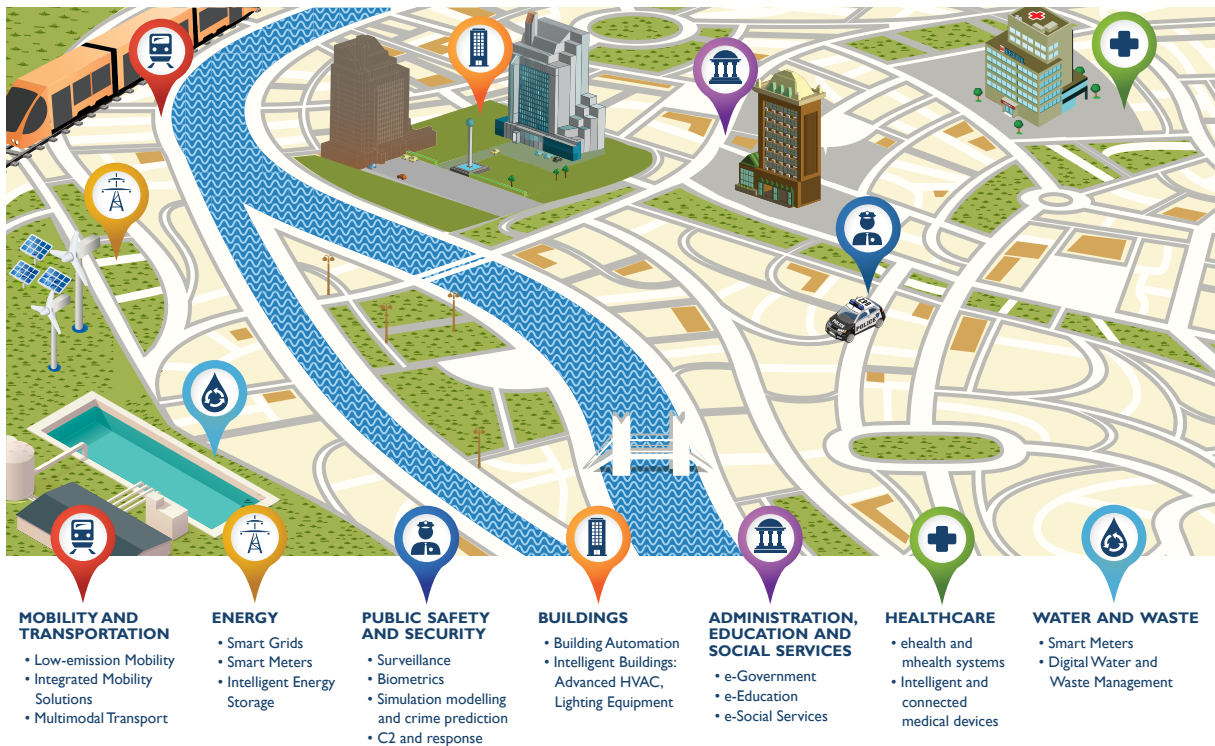 POLICE
MOBILITY AND
TRANSPORTATION
• Low-emission Mobility
• Integrated Mobility
Solutions
• Multimodal Transport
ENERGY
• Smart Grids
• Smart Meters
• Intelligent Energy
Storage
PUBLIC SAFETY
AND SECURITY
• Surveillance
• Biometrics
• Simulation modelling
and crime prediction
• C2 and response
BUILDINGS
• Building Automation
• Intelligent Buildings:
Advanced HVAC,
Lighting Equipment
ADMINISTRATION,
EDUCATION AND
SOCIAL SERVICES
• e-Government
• e-Education
• e-Social Services
HEALTHCARE
• ehealth and
mhealth systems
• Intelligent and
connected
medical devices
WATER AND WASTE
• Smart Meters
• Digital Water and
Waste Management